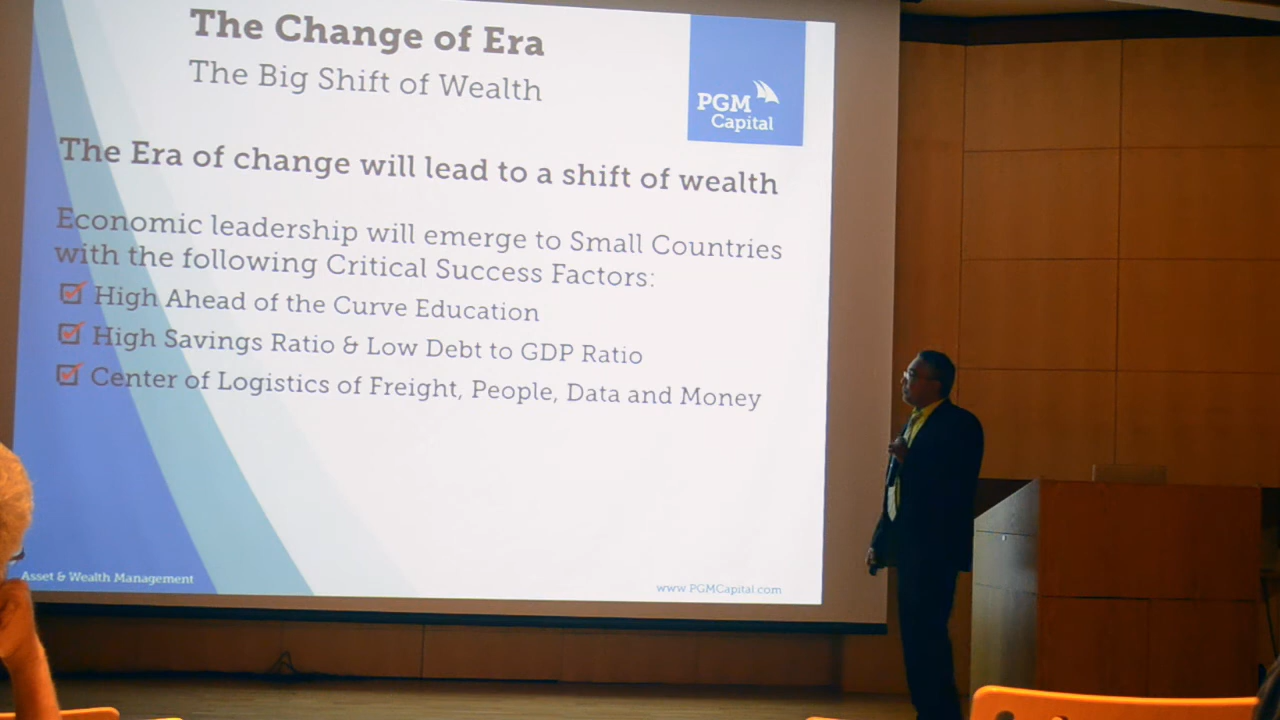 The Change of Era
The Big Shift of Wealth
PGM
Capital
The Era of change will lead to a shift of wealth
Economic leadership will emerge to Small Countries
with the following Critical Success Factors:
High Ahead of the Curve Education
High Savings Ratio & Low Debt to GDP Ratio
Center of Logistics of Freight, People, Data and Money
Asset & Wealth Management
www.PGMCapital.com